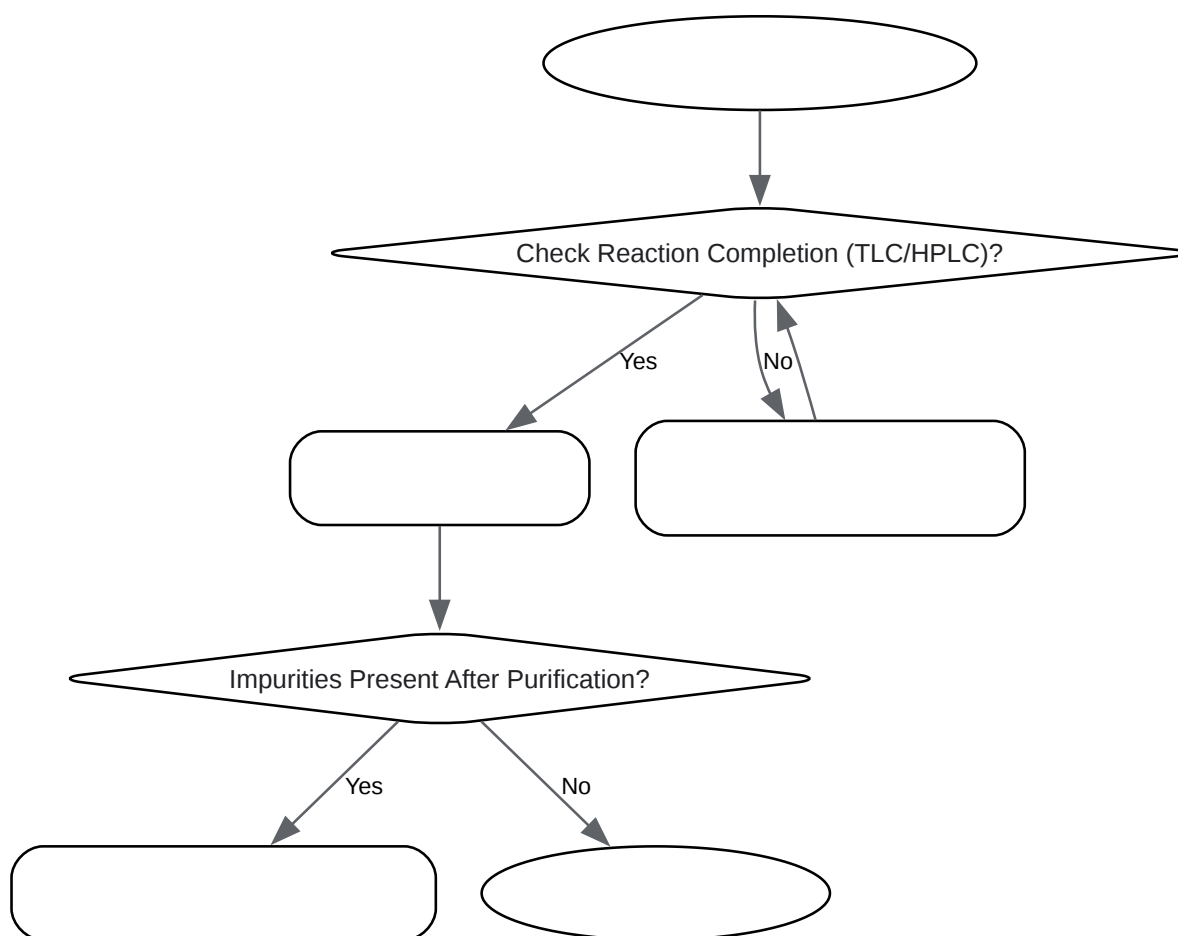 Check Reaction Completion (TLC/HPLC)?
Yes
No
Impurities Present After Purification?
Yes
No